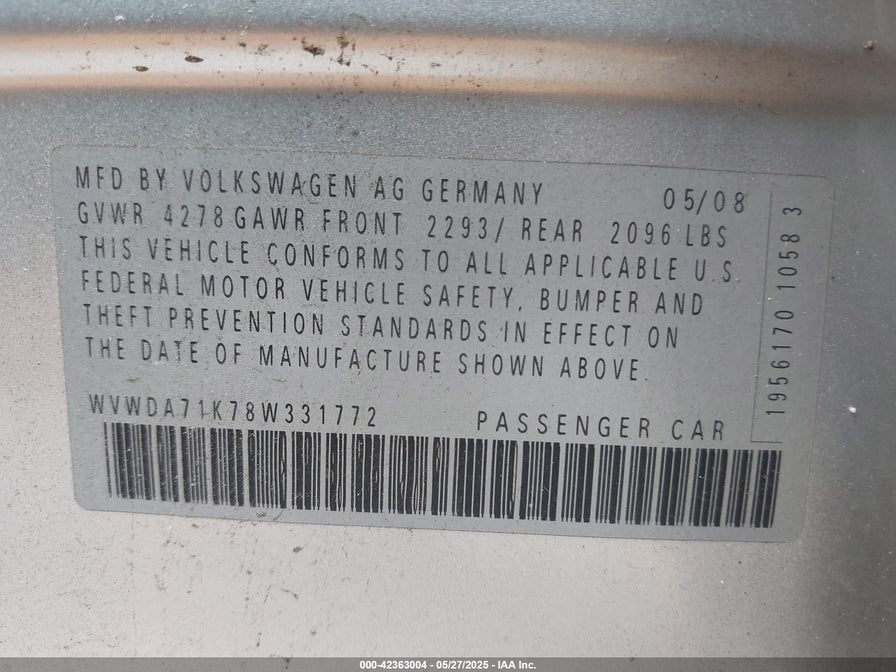 MFD BY VOLKSWAGEN AG GERMANY 05/08
GVWR 4278 GAWR FRONT 2293/ REAR 2096 LBS
THIS VEHICLE CONFORMS TO ALL APPLICABLE U.S.
FEDERAL MOTOR VEHICLE SAFETY, BUMPER AND
THEFT PREVENTION STANDARDS IN EFFECT ON
THE DATE OF MANUFACTURE SHOWN ABOVE.
WVWDA71K78W331772 PASSENGER CAR
1956170 1058 3
000-42363004 - 05/27/2025 - IAA Inc.